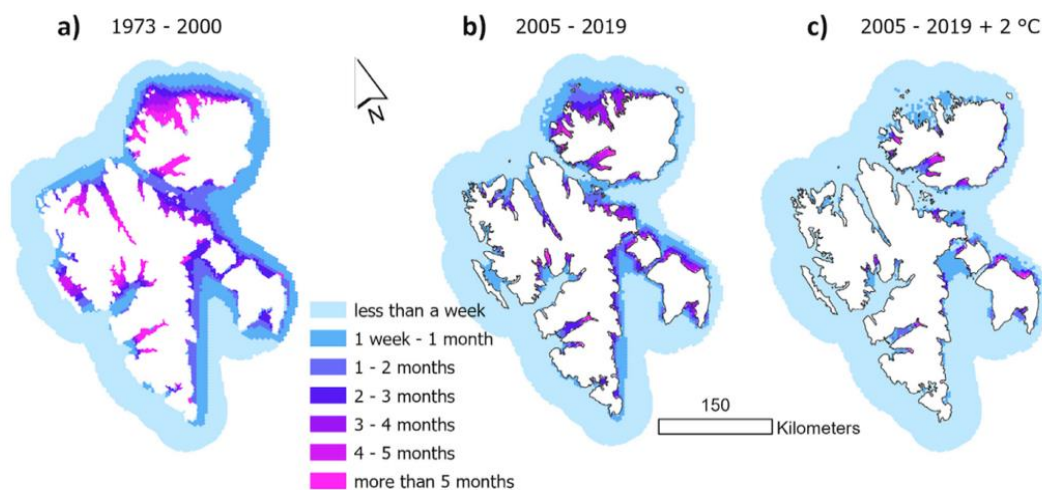 a) 1973 - 2000
b) 2005 - 2019
c) 2005 - 2019 + 2 °C
N
less than a week
1 week - 1 month
1 - 2 months
2 - 3 months
3 - 4 months
4 - 5 months
more than 5 months
150
Kilometers